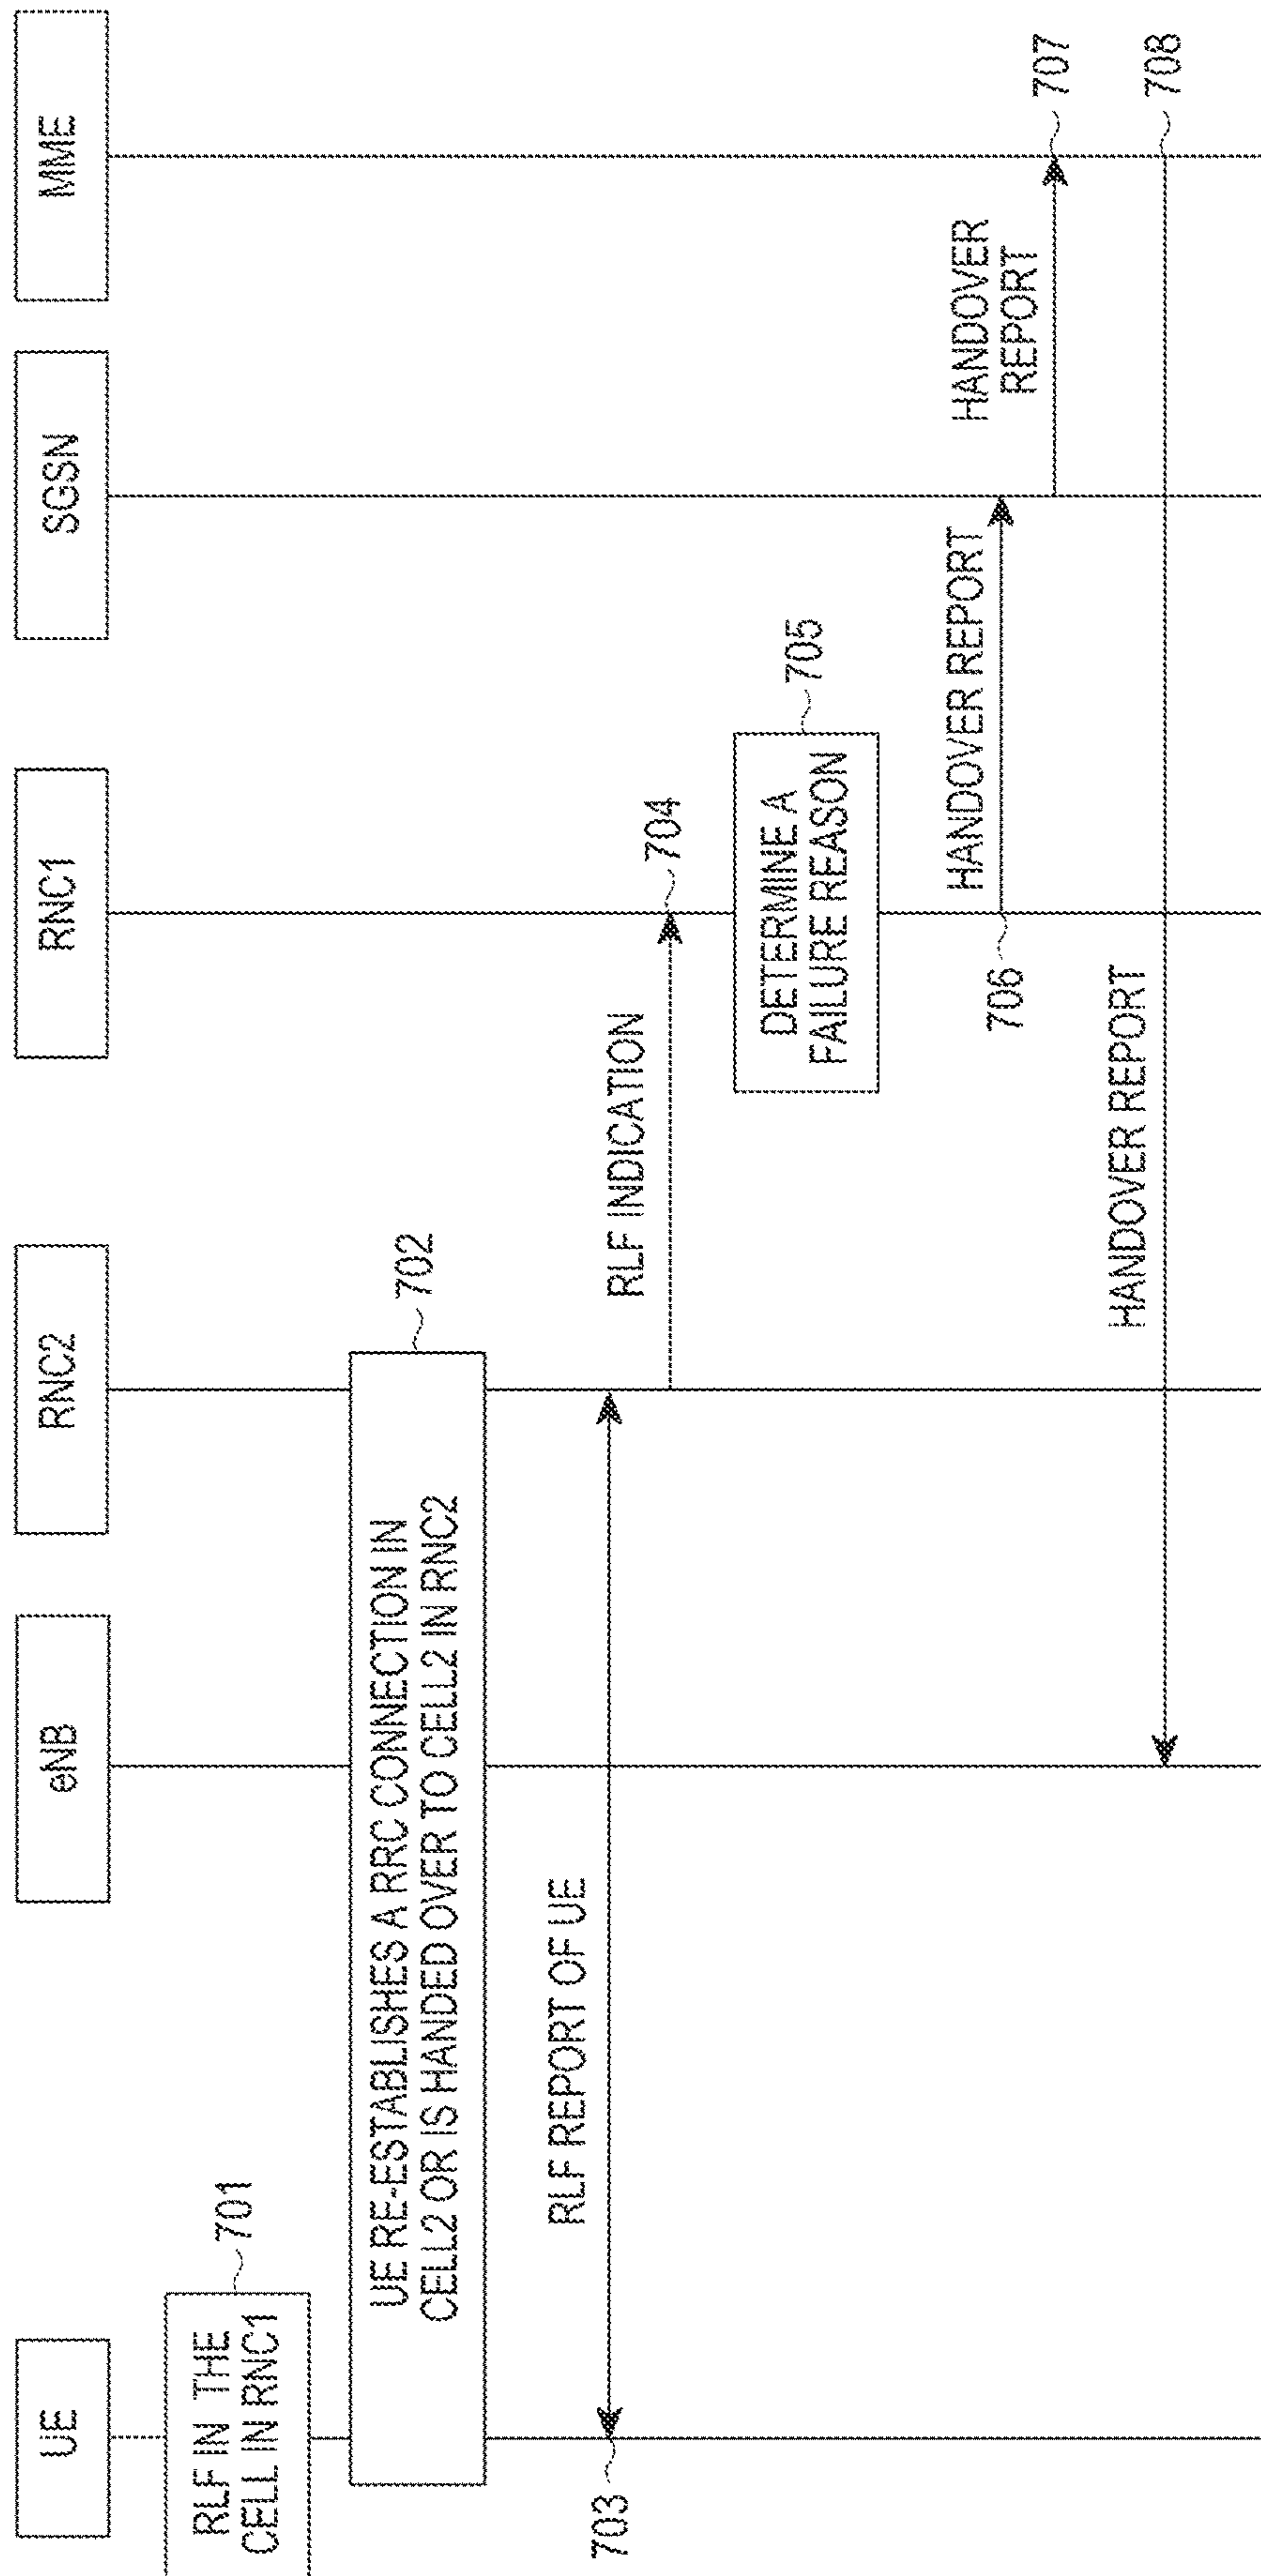 UE
eNB
RNC2
RNC1
SGSN
MME
RLF IN THE
CELL IN RNC1
701
UE RE-ESTABLISHES A RRC CONNECTION IN
CELL2 OR IS HANDED OVER TO CELL2 IN RNC2
702
RLF REPORT OF UE
703
RLF INDICATION
704
DETERMINE A
FAILURE REASON
705
HANDOVER REPORT
706
HANDOVER
REPORT
707
HANDOVER REPORT
708